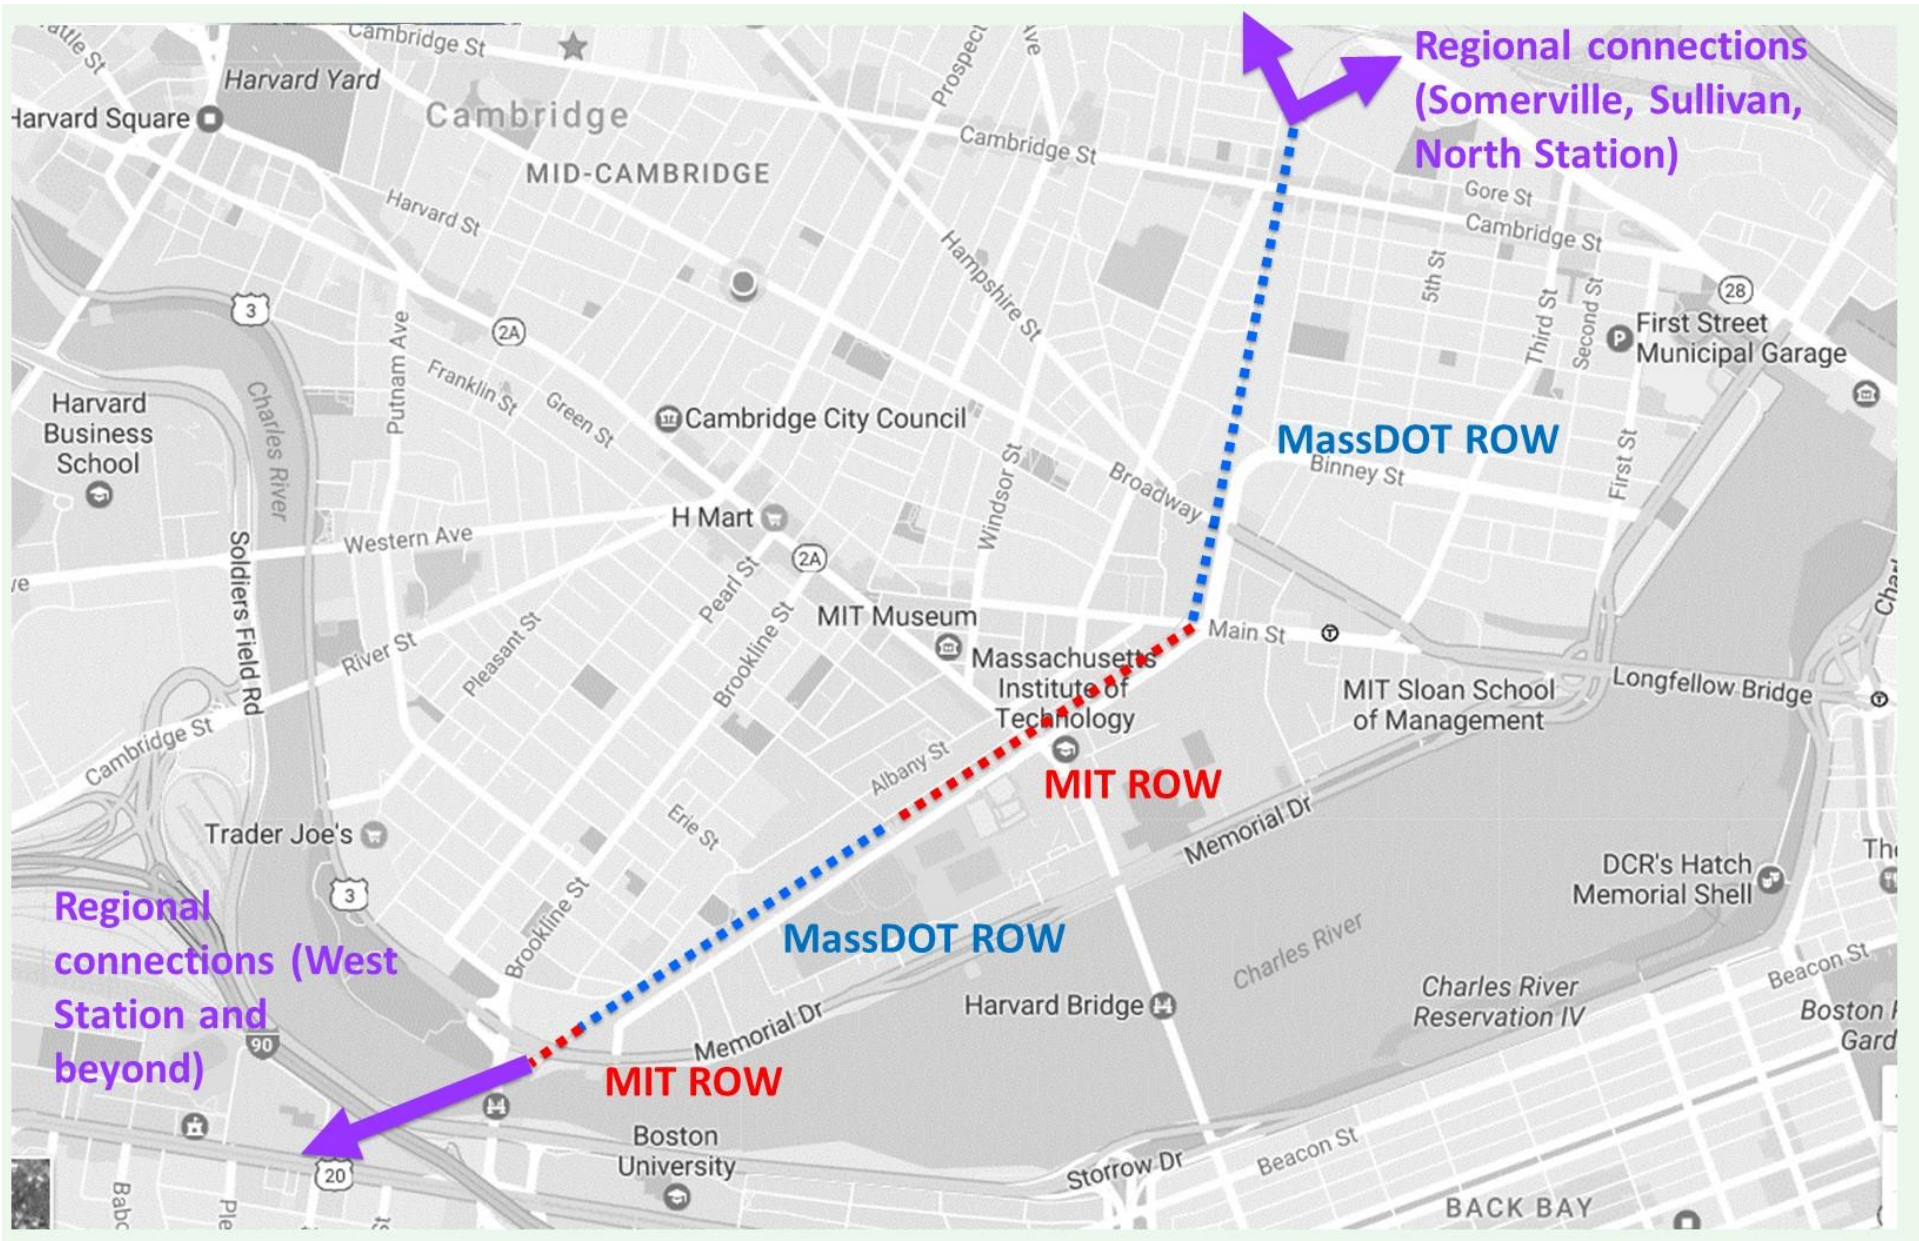 Cambridge St
Regional connections
(Somerville, Sullivan,
North Station)
Harvard Yard
Prospect
Ave
Harvard Square
Cambridge
Cambridge St
MID-CAMBRIDGE
Harvard St
Gore St
Cambridge St
Hampshire St
5th St
Third St
Second St
28
3
2A
First Street
Municipal Garage
Putnam Ave
Franklin St
Green St
Charles River
Harvard
Business
School
Cambridge City Council
MassDOT ROW
Binney St
First St
Windsor St
Broadway
H Mart
Western Ave
Soldiers Field Rd
2A
Pearl St
MIT Museum
Main St
Brookline St
River St
Pleasant St
Massachusetts
Institute of
Technology
MIT Sloan School
of Management
Longfellow Bridge
Cambridge St
Albany St
MIT ROW
Erie St
Memorial Dr
Trader Joe's
3
DCR's Hatch
Memorial Shell
Regional
connections (West
Station and
beyond)
Brookline St
MassDOT ROW
Charles River
Beacon St
Harvard Bridge
Charles River
Reservation IV
Boston
Gard
Memorial Dr
90
MIT ROW
Boston
University
Storrow Dr
Beacon St
20
BACK BAY